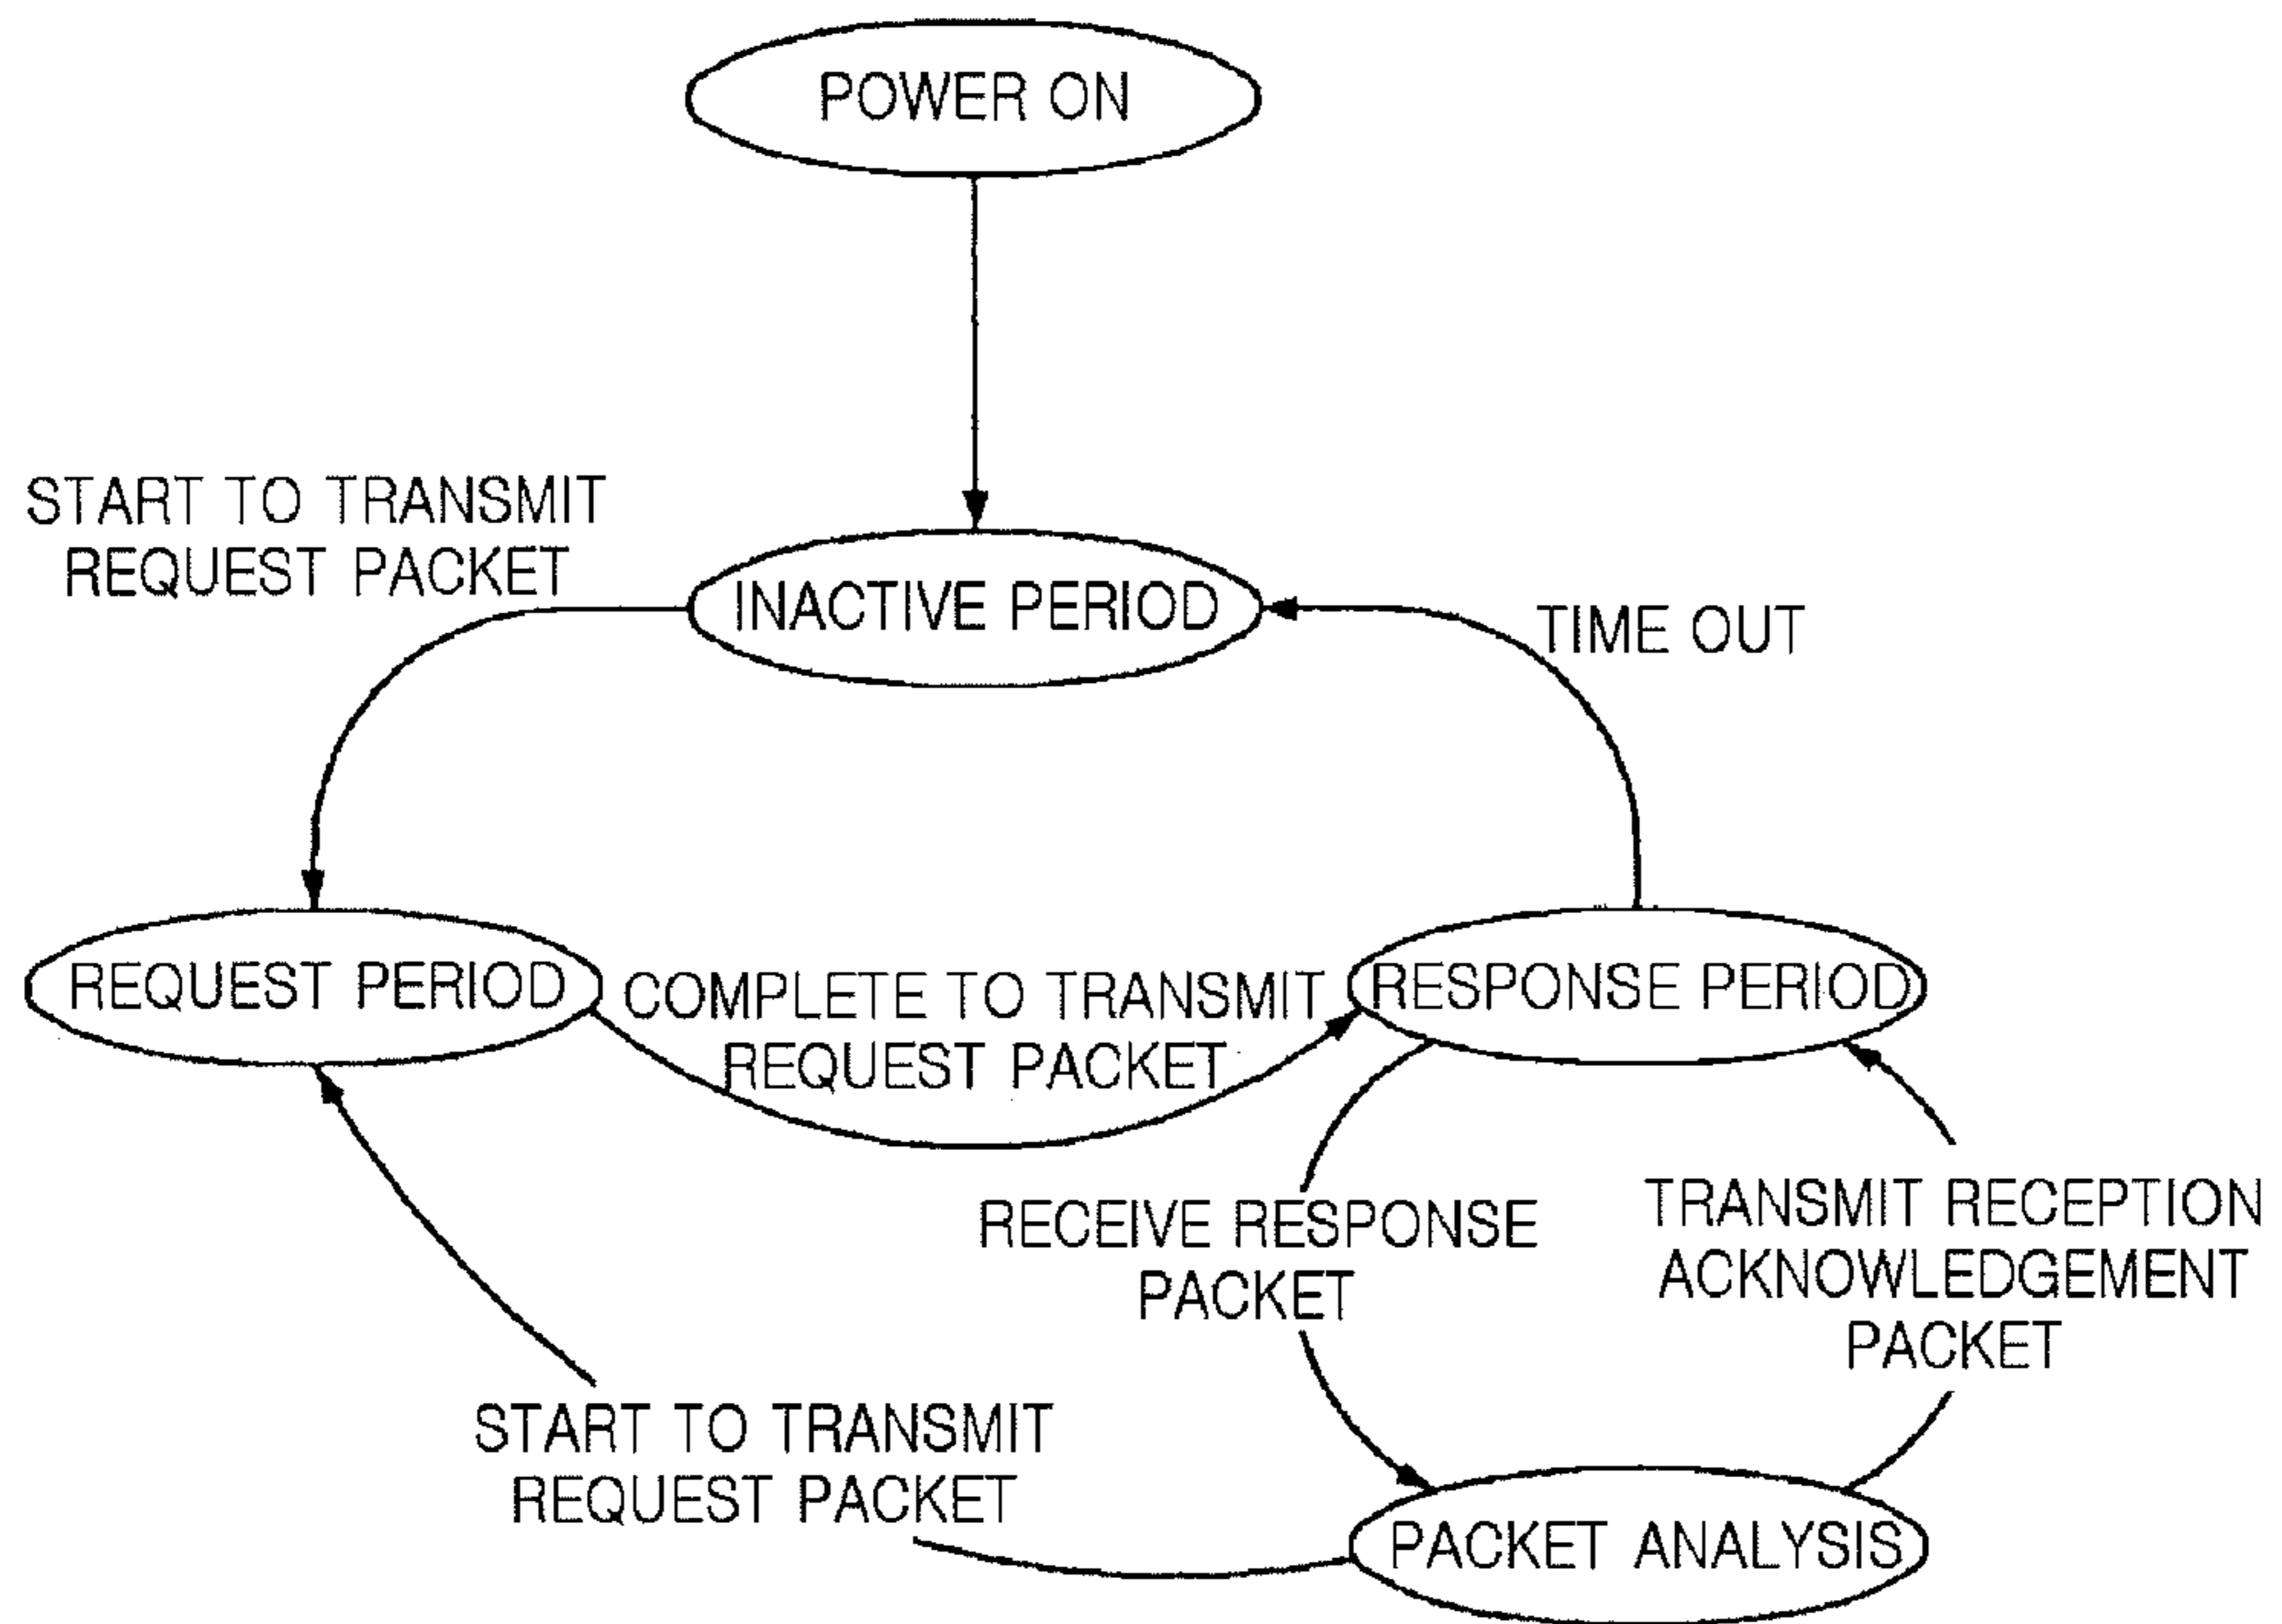 POWER ON
START TO TRANSMIT
REQUEST PACKET
INACTIVE PERIOD
TIME OUT
REQUEST PERIOD
COMPLETE TO TRANSMIT
REQUEST PACKET
RESPONSE PERIOD
RECEIVE RESPONSE
PACKET
TRANSMIT RECEPTION
ACKNOWLEDGEMENT
PACKET
START TO TRANSMIT
REQUEST PACKET
PACKET ANALYSIS